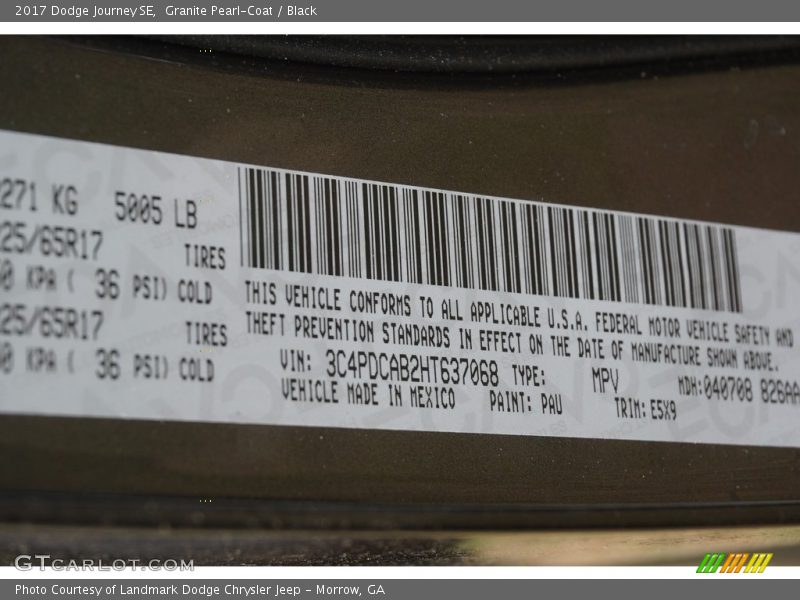 2017 Dodge Journey SE, Granite Pearl-Coat / Black
271 KG 5005 LB
25/65R17 TIRES
0 KPA ( 36 PSI) COLD
25/65R17 TIRES
0 KPA ( 36 PSI) COLD
THIS VEHICLE CONFORMS TO ALL APPLICABLE U.S.A. FEDERAL MOTOR VEHICLE SAFETY AND
THEFT PREVENTION STANDARDS IN EFFECT ON THE DATE OF MANUFACTURE SHOWN ABOVE.
VIN: 3C4PDCAB2HT637068 TYPE: MPV MDH:040708 826AA
VEHICLE MADE IN MEXICO PAINT: PAU TRIM: E5X9
GTCARLOT.COM
Photo Courtesy of Landmark Dodge Chrysler Jeep - Morrow, GA